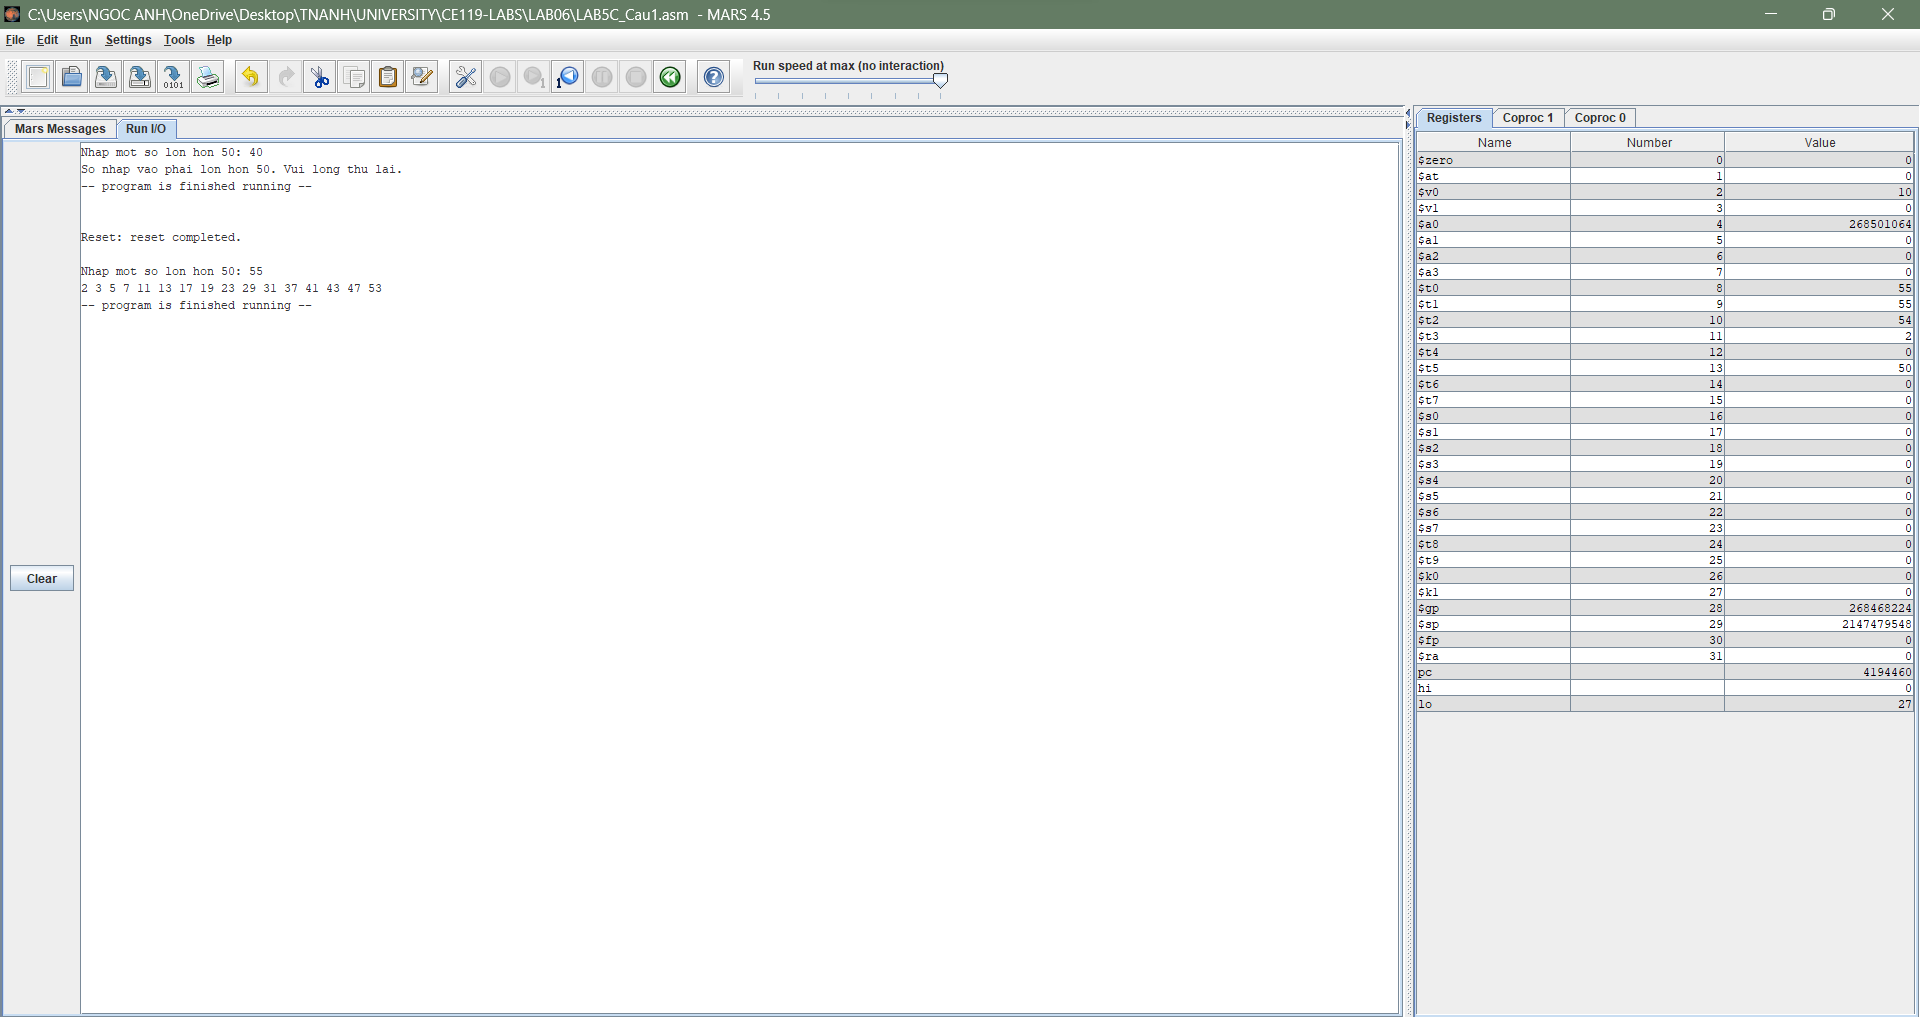 C:\Users\NGOC ANH\OneDrive\Desktop\TNANH\UNIVERSITY\CE119-LABS\LAB06\LAB5C_Cau1.asm - MARS 4.5
File Edit Run Settings Tools Help
Run speed at max (no interaction)
Mars Messages Run I/O
Nhap mot so lon hon 50: 40
So nhap vao phai lon hon 50. Vui long thu lai.
-- program is finished running --
Reset: reset completed.
Nhap mot so lon hon 50: 55
2 3 5 7 11 13 17 19 23 29 31 37 41 43 47 53
-- program is finished running --
Clear
Registers Coproc 1 Coproc 0
Name Number Value
$zero 0 0
$at 1 0
$v0 2 10
$v1 3 0
$a0 4 268501064
$a1 5 0
$a2 6 0
$a3 7 0
$t0 8 55
$t1 9 55
$t2 10 54
$t3 11 2
$t4 12 0
$t5 13 50
$t6 14 0
$t7 15 0
$s0 16 0
$s1 17 0
$s2 18 0
$s3 19 0
$s4 20 0
$s5 21 0
$s6 22 0
$s7 23 0
$t8 24 0
$t9 25 0
$k0 26 0
$k1 27 0
$gp 28 268468224
$sp 29 2147479548
$fp 30 0
$ra 31 0
pc 4194460
hi 0
lo 27